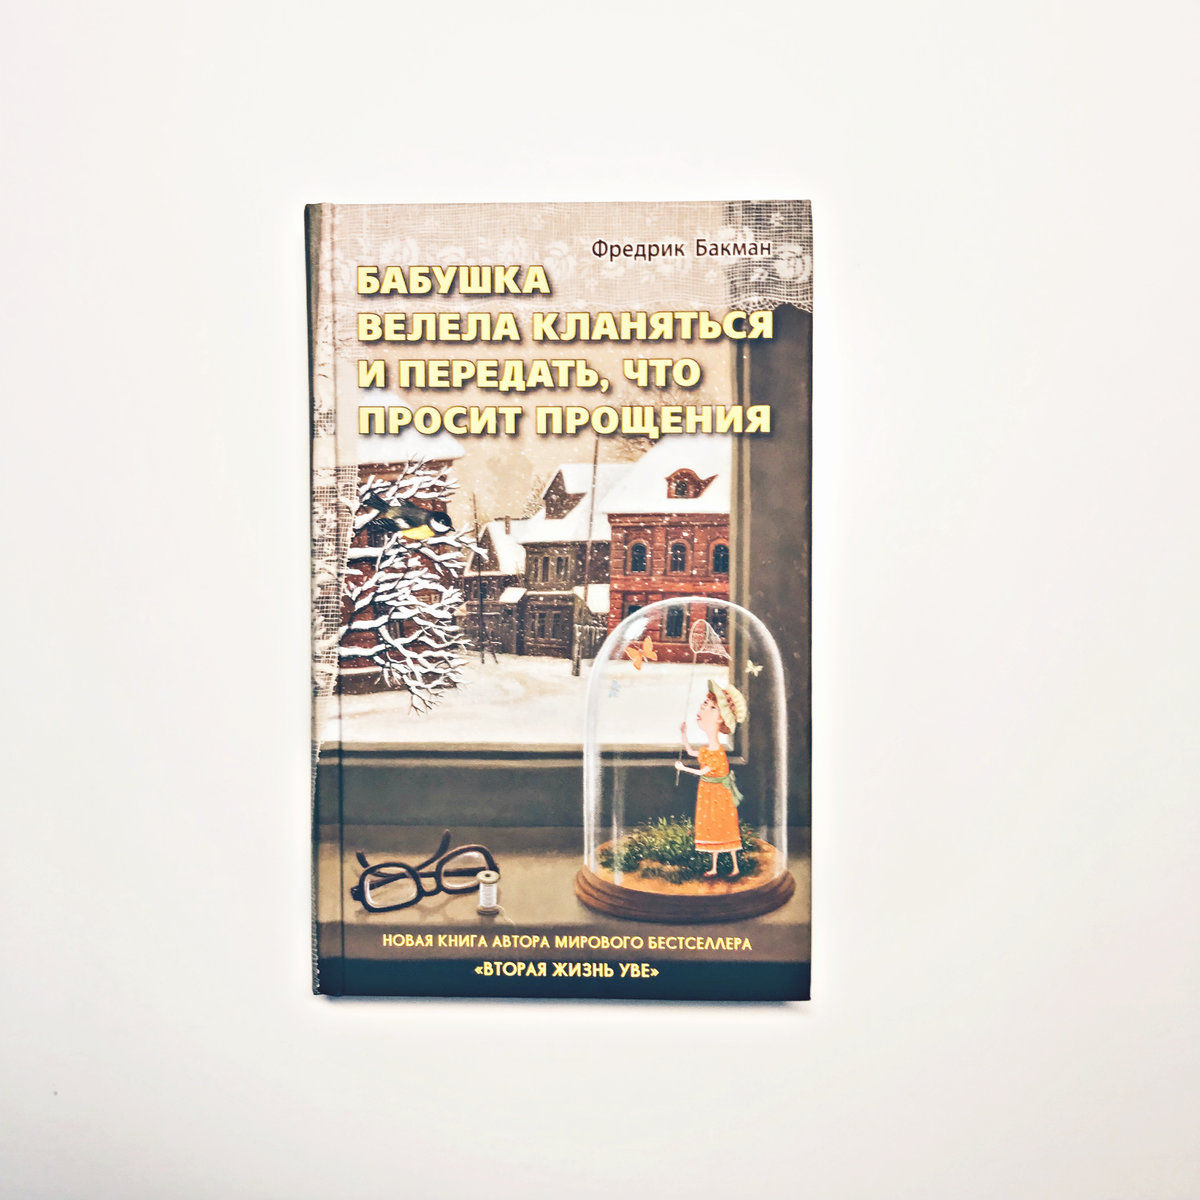 Фредрик Бакман
БАБУШКА
ВЕЛЕЛА КЛАНЯТЬСЯ
И ПЕРЕДАТЬ, ЧТО
ПРОСИТ ПРОЩЕНИЯ
НОВАЯ КНИГА АВТОРА МИРОВОГО БЕСТСЕЛЛЕРА
«ВТОРАЯ ЖИЗНЬ УВЕ»